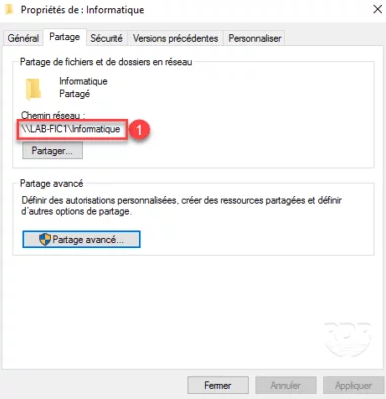 Propriétés de : Informatique
Général
Partage
Sécurité
Versions précédentes
Personnaliser
Partage de fichiers et de dossiers en réseau
Informatique
Partagé
Chemin réseau :
\\LAB-FIC1\Informatique
1
Partager...
Partage avancé
Définir des autorisations personnalisées, créer des ressources partagées et définir
d'autres options de partage.
Partage avancé...
Fermer
Annuler
Appliquer